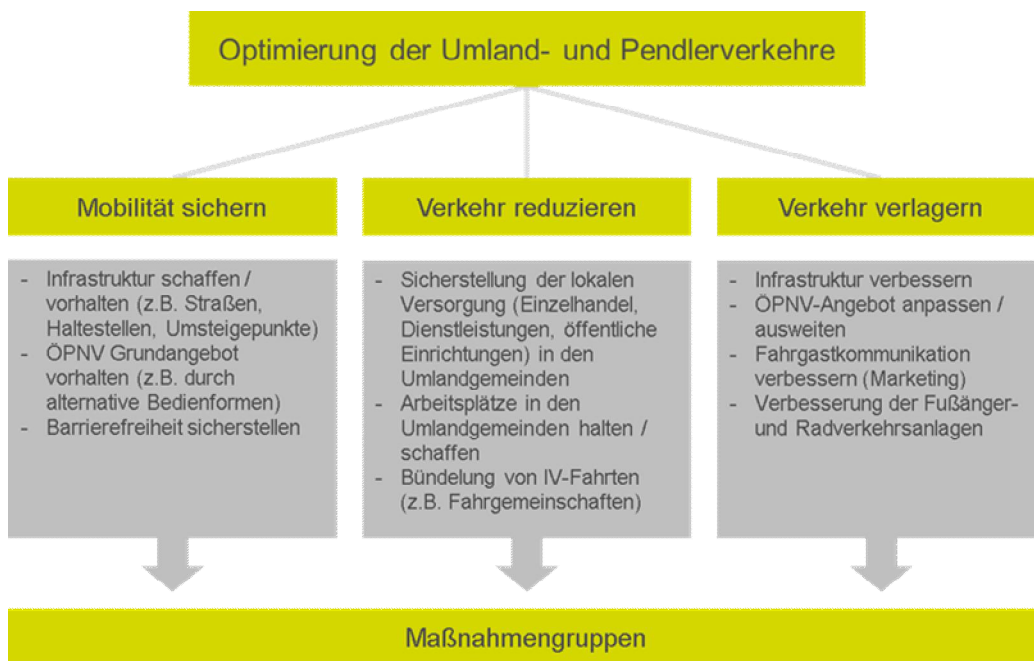 Optimierung der Umland- und Pendlerverkehre
Mobilität sichern
- Infrastruktur schaffen /
vorhalten (z.B. Straßen,
Haltestellen, Umsteigepunkte)
- ÖPNV Grundangebot
vorhalten (z.B. durch
alternative Bedienformen)
- Barrierefreiheit sicherstellen
Verkehr reduzieren
- Sicherstellung der lokalen
Versorgung (Einzelhandel,
Dienstleistungen, öffentliche
Einrichtungen) in den
Umlandgemeinden
- Arbeitsplätze in den
Umlandgemeinden halten /
schaffen
- Bündelung von IV-Fahrten
(z.B. Fahrgemeinschaften)
Verkehr verlagern
- Infrastruktur verbessern
- ÖPNV-Angebot anpassen /
ausweiten
- Fahrgastkommunikation
verbessern (Marketing)
- Verbesserung der Fußänger-
und Radverkehrsanlagen
Maßnahmengruppen